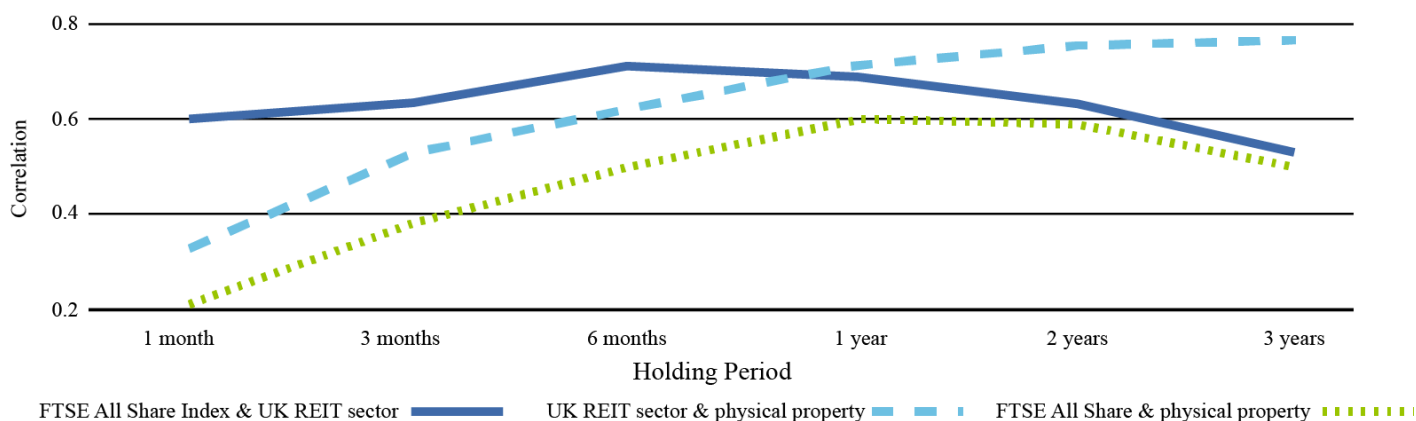 0.8
0.6
Correlation
0.4
0.2
1 month 3 months 6 months 1 year 2 years 3 years
Holding Period
FTSE All Share Index & UK REIT sector UK REIT sector & physical property FTSE All Share & physical property